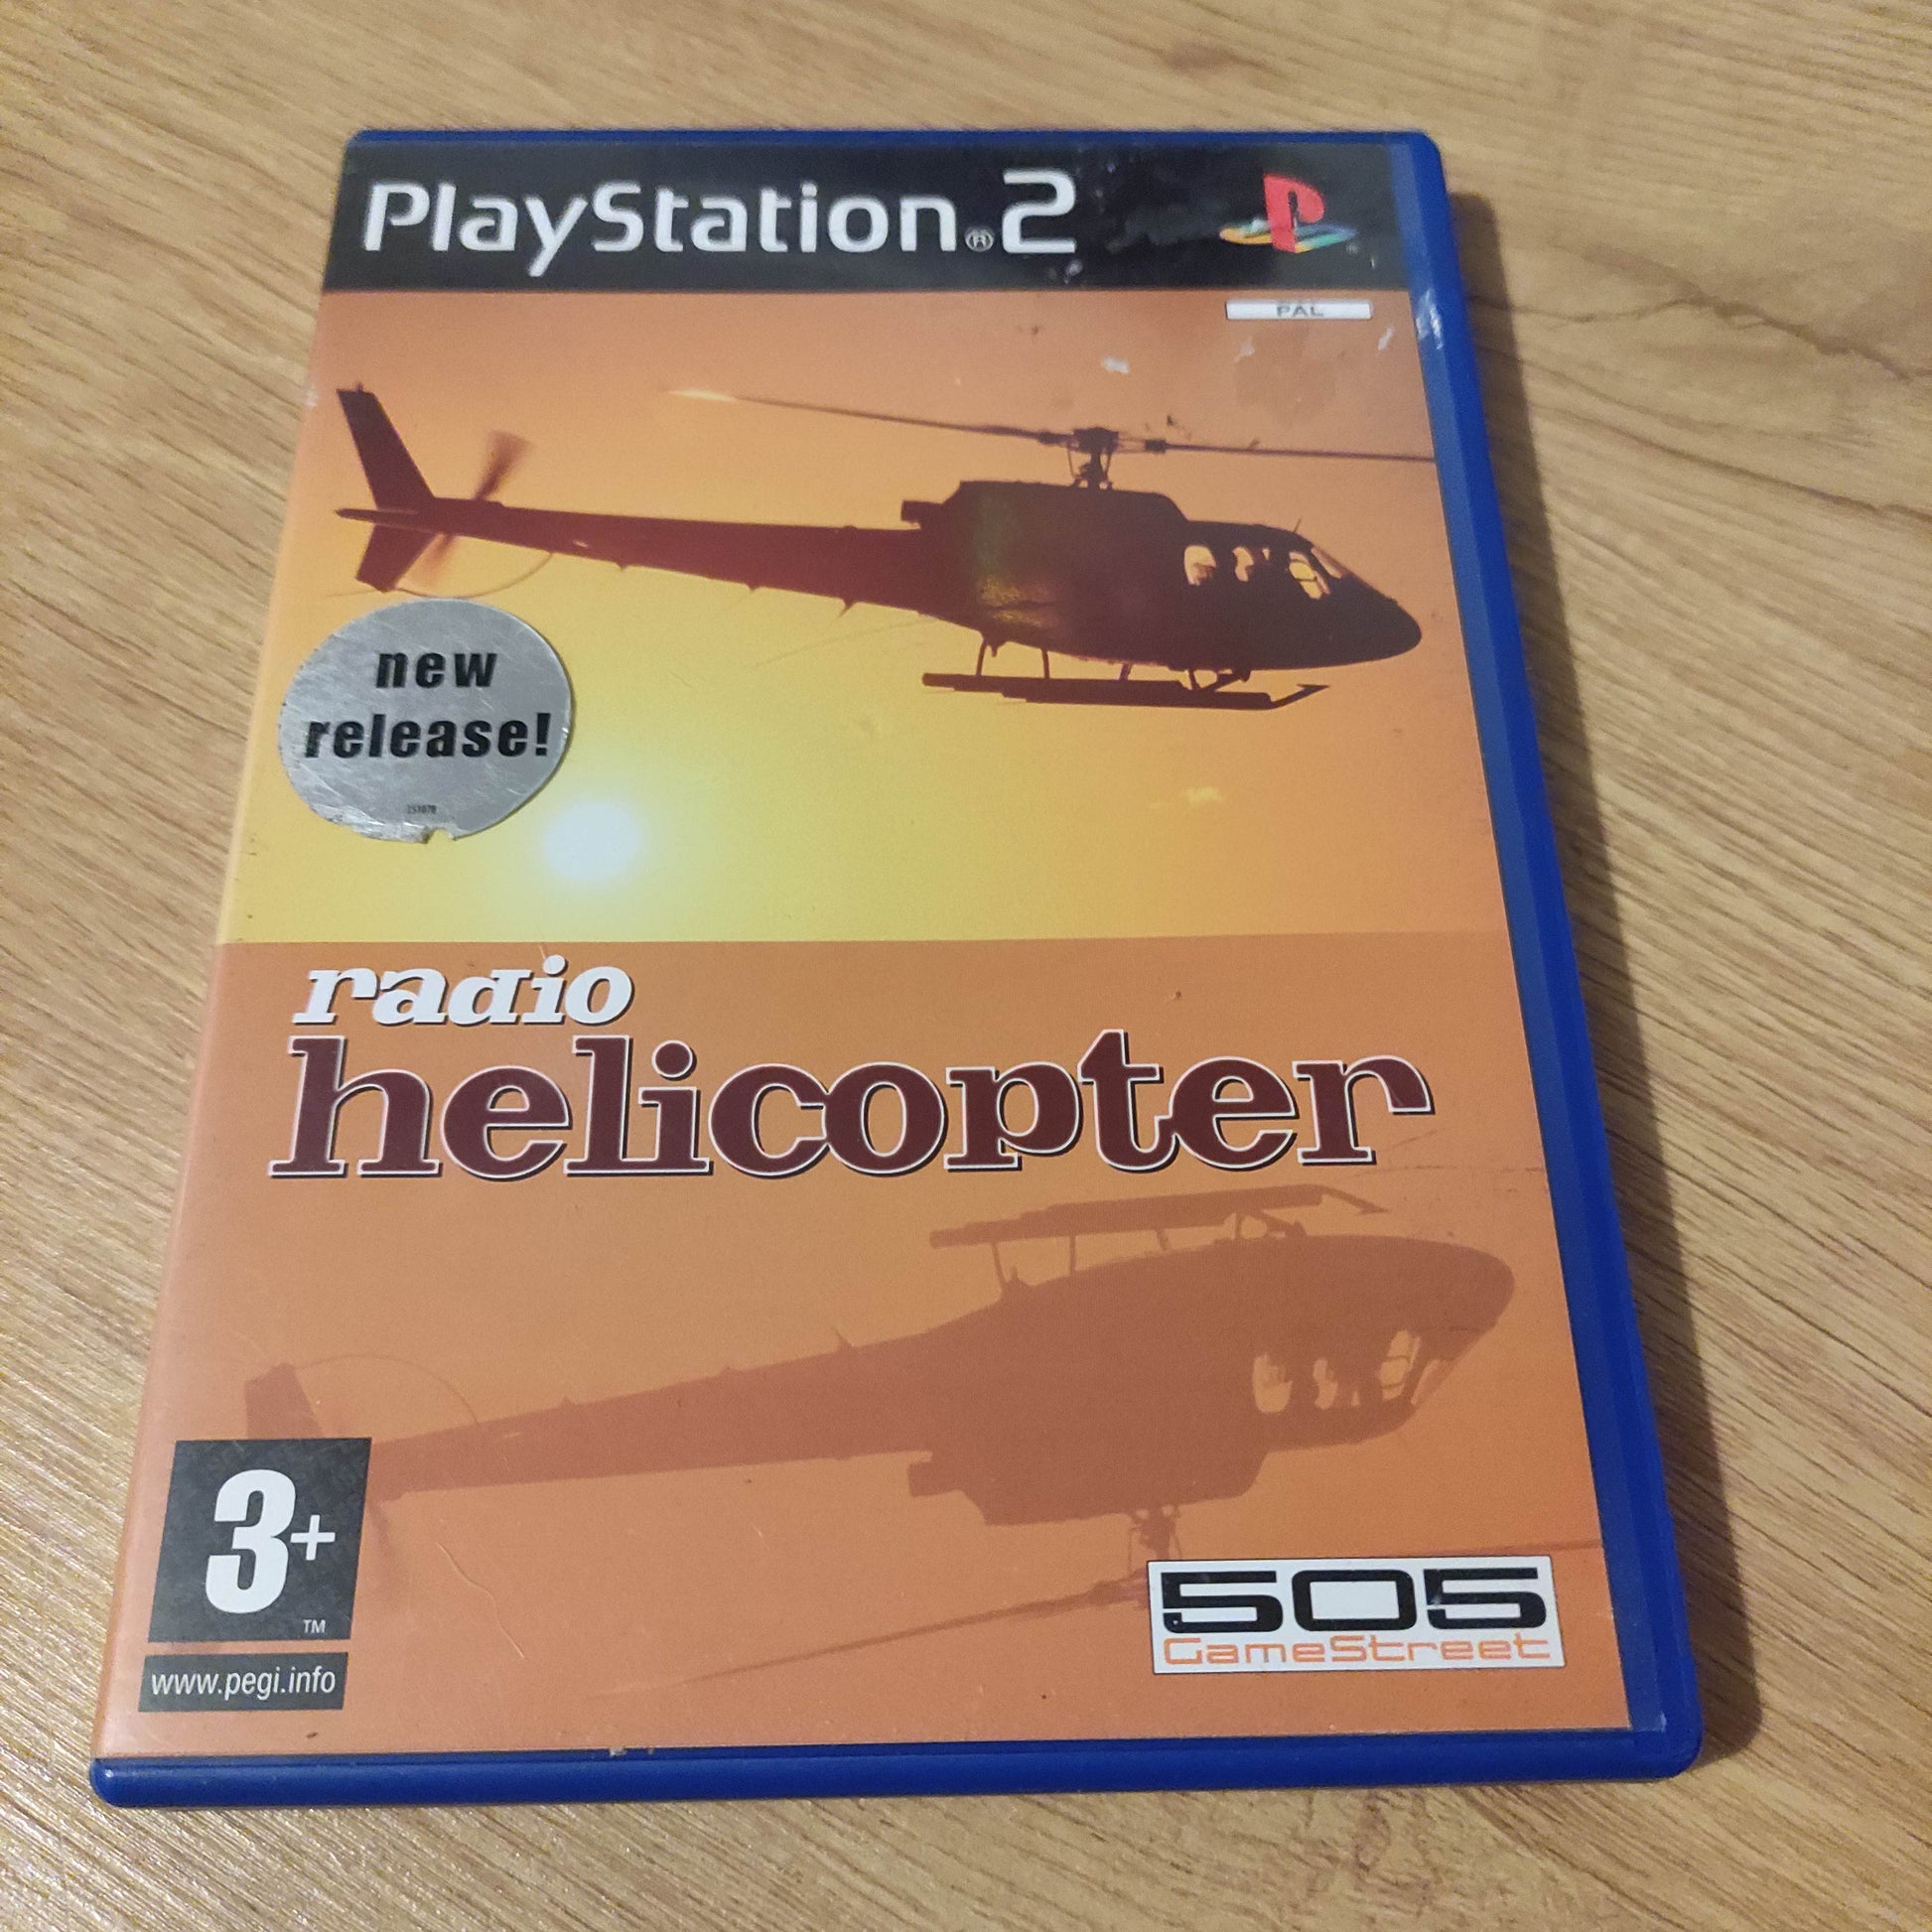 PlayStation®2
PAL
new
release!
radio
helicopter
3+
TM
www.pegi.info
505
GameStreet